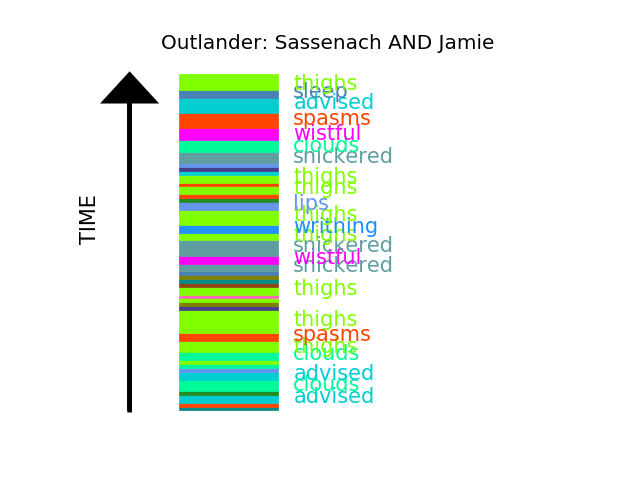 Outlander: Sassenach AND Jamie
thighs
sleep
advised
spasms
wistful
clouds
snickered
thighs
thighs
lips
thighs
writhing
thighs
snickered
wistful
snickered
thighs
thighs
spasms
thighs
clouds
advised
clouds
advised
TIME